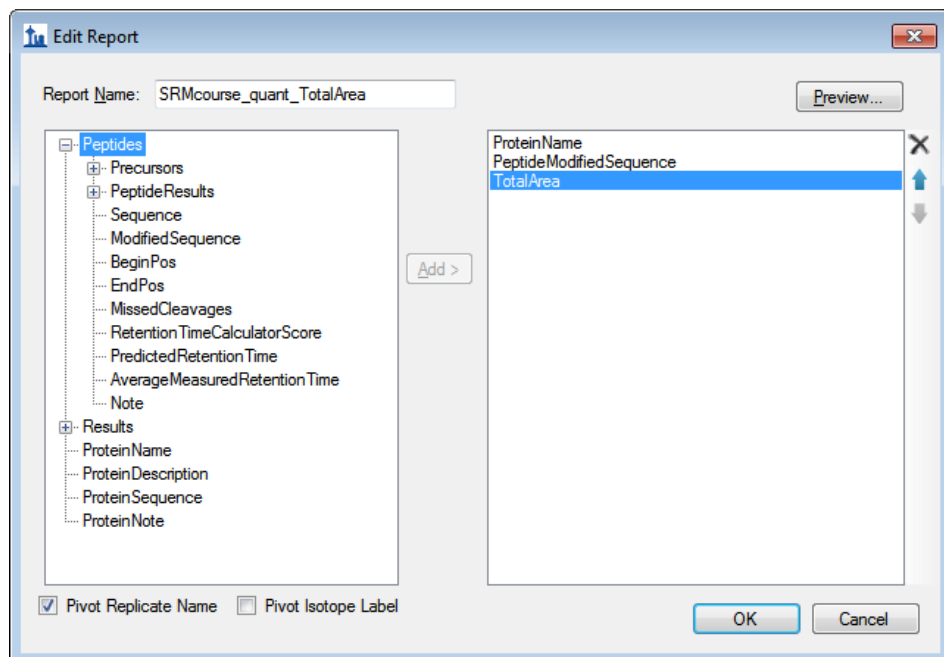 Edit Report
Report Name: SRMcourse_quant_TotalArea
Preview...
Peptides
Precursors
PeptideResults
Sequence
ModifiedSequence
BeginPos
EndPos
MissedCleavages
RetentionTimeCalculatorScore
PredictedRetentionTime
AverageMeasuredRetentionTime
Note
Results
ProteinName
ProteinDescription
ProteinSequence
ProteinNote
Add >
ProteinName
PeptideModifiedSequence
TotalArea
Pivot Replicate Name Pivot Isotope Label
OK Cancel